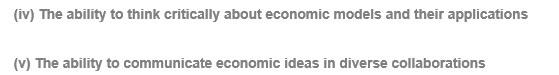 (iv) The ability to think critically about economic models and their applications
(v) The ability to communicate economic ideas in diverse collaborations